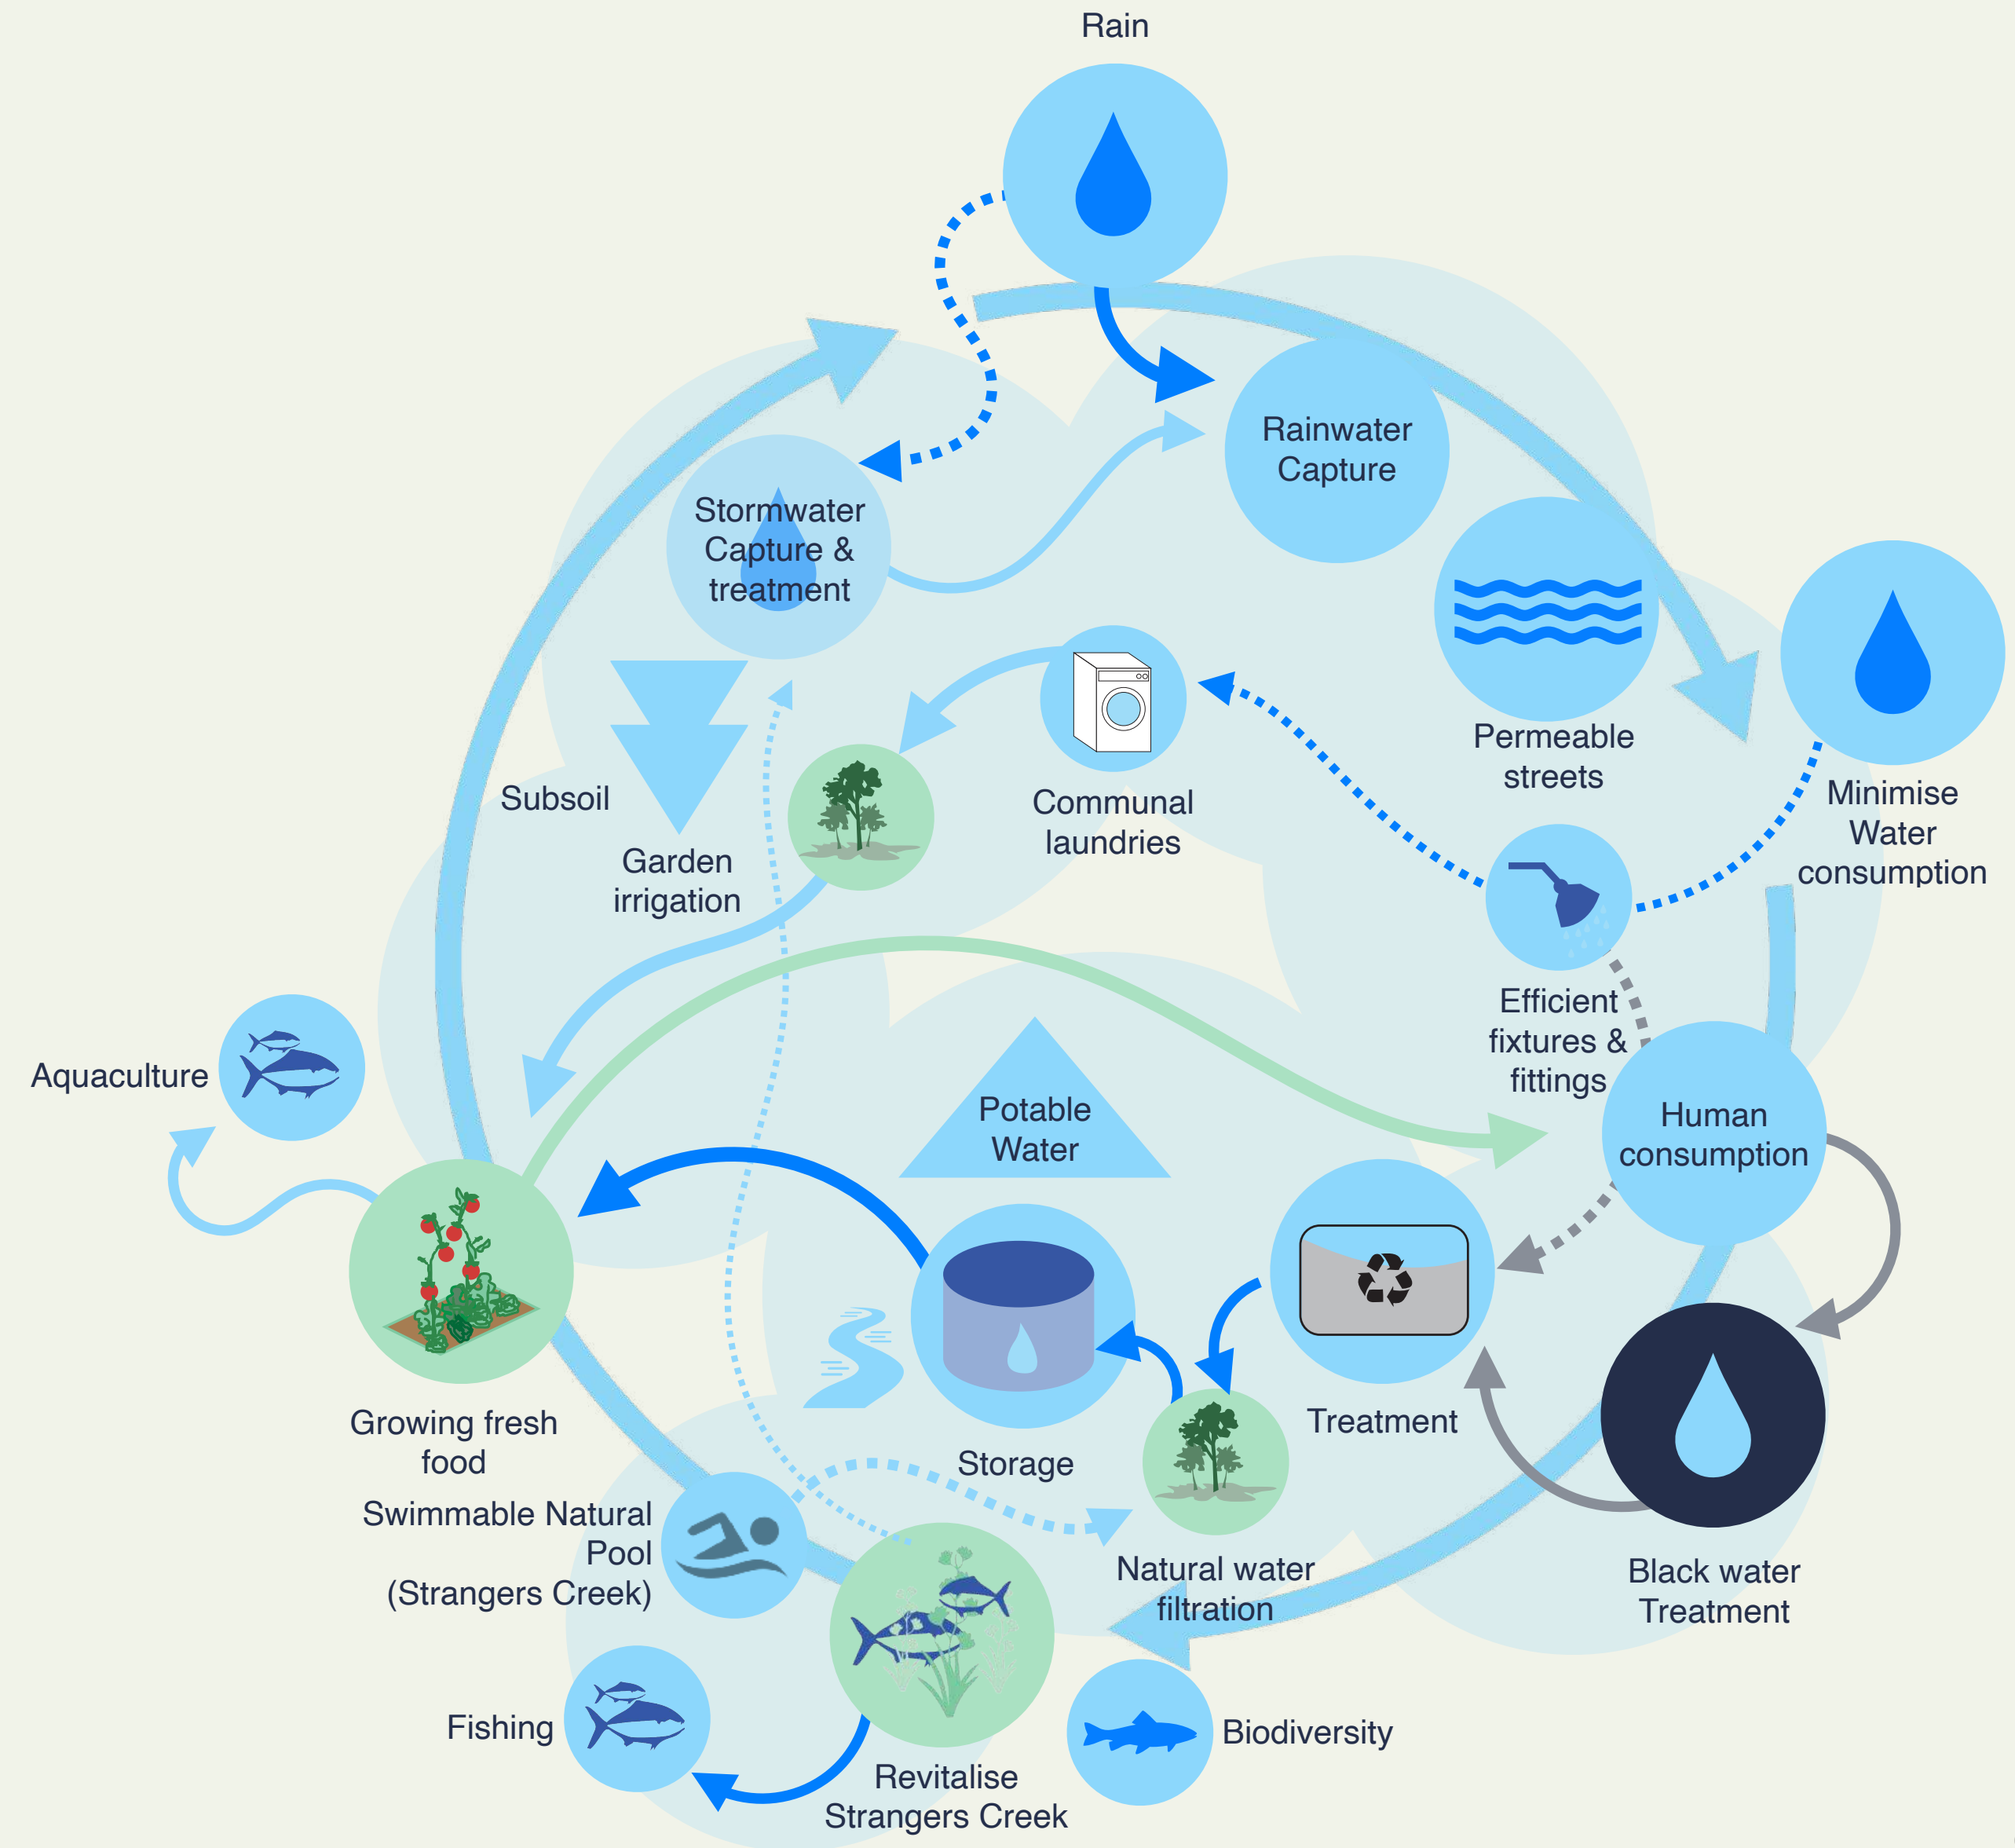 Rain
Rainwater
Capture
Stormwater
Capture &
treatment
Permeable
streets
Minimise
Water
consumption
Subsoil
Communal
laundries
Garden
irrigation
Efficient
fixtures &
fittings
Aquaculture
Potable
Water
Human
consumption
Growing fresh
food
Storage
Treatment
Swimmable Natural
Pool
(Strangers Creek)
Natural water
filtration
Black water
Treatment
Fishing
Biodiversity
Revitalise
Strangers Creek